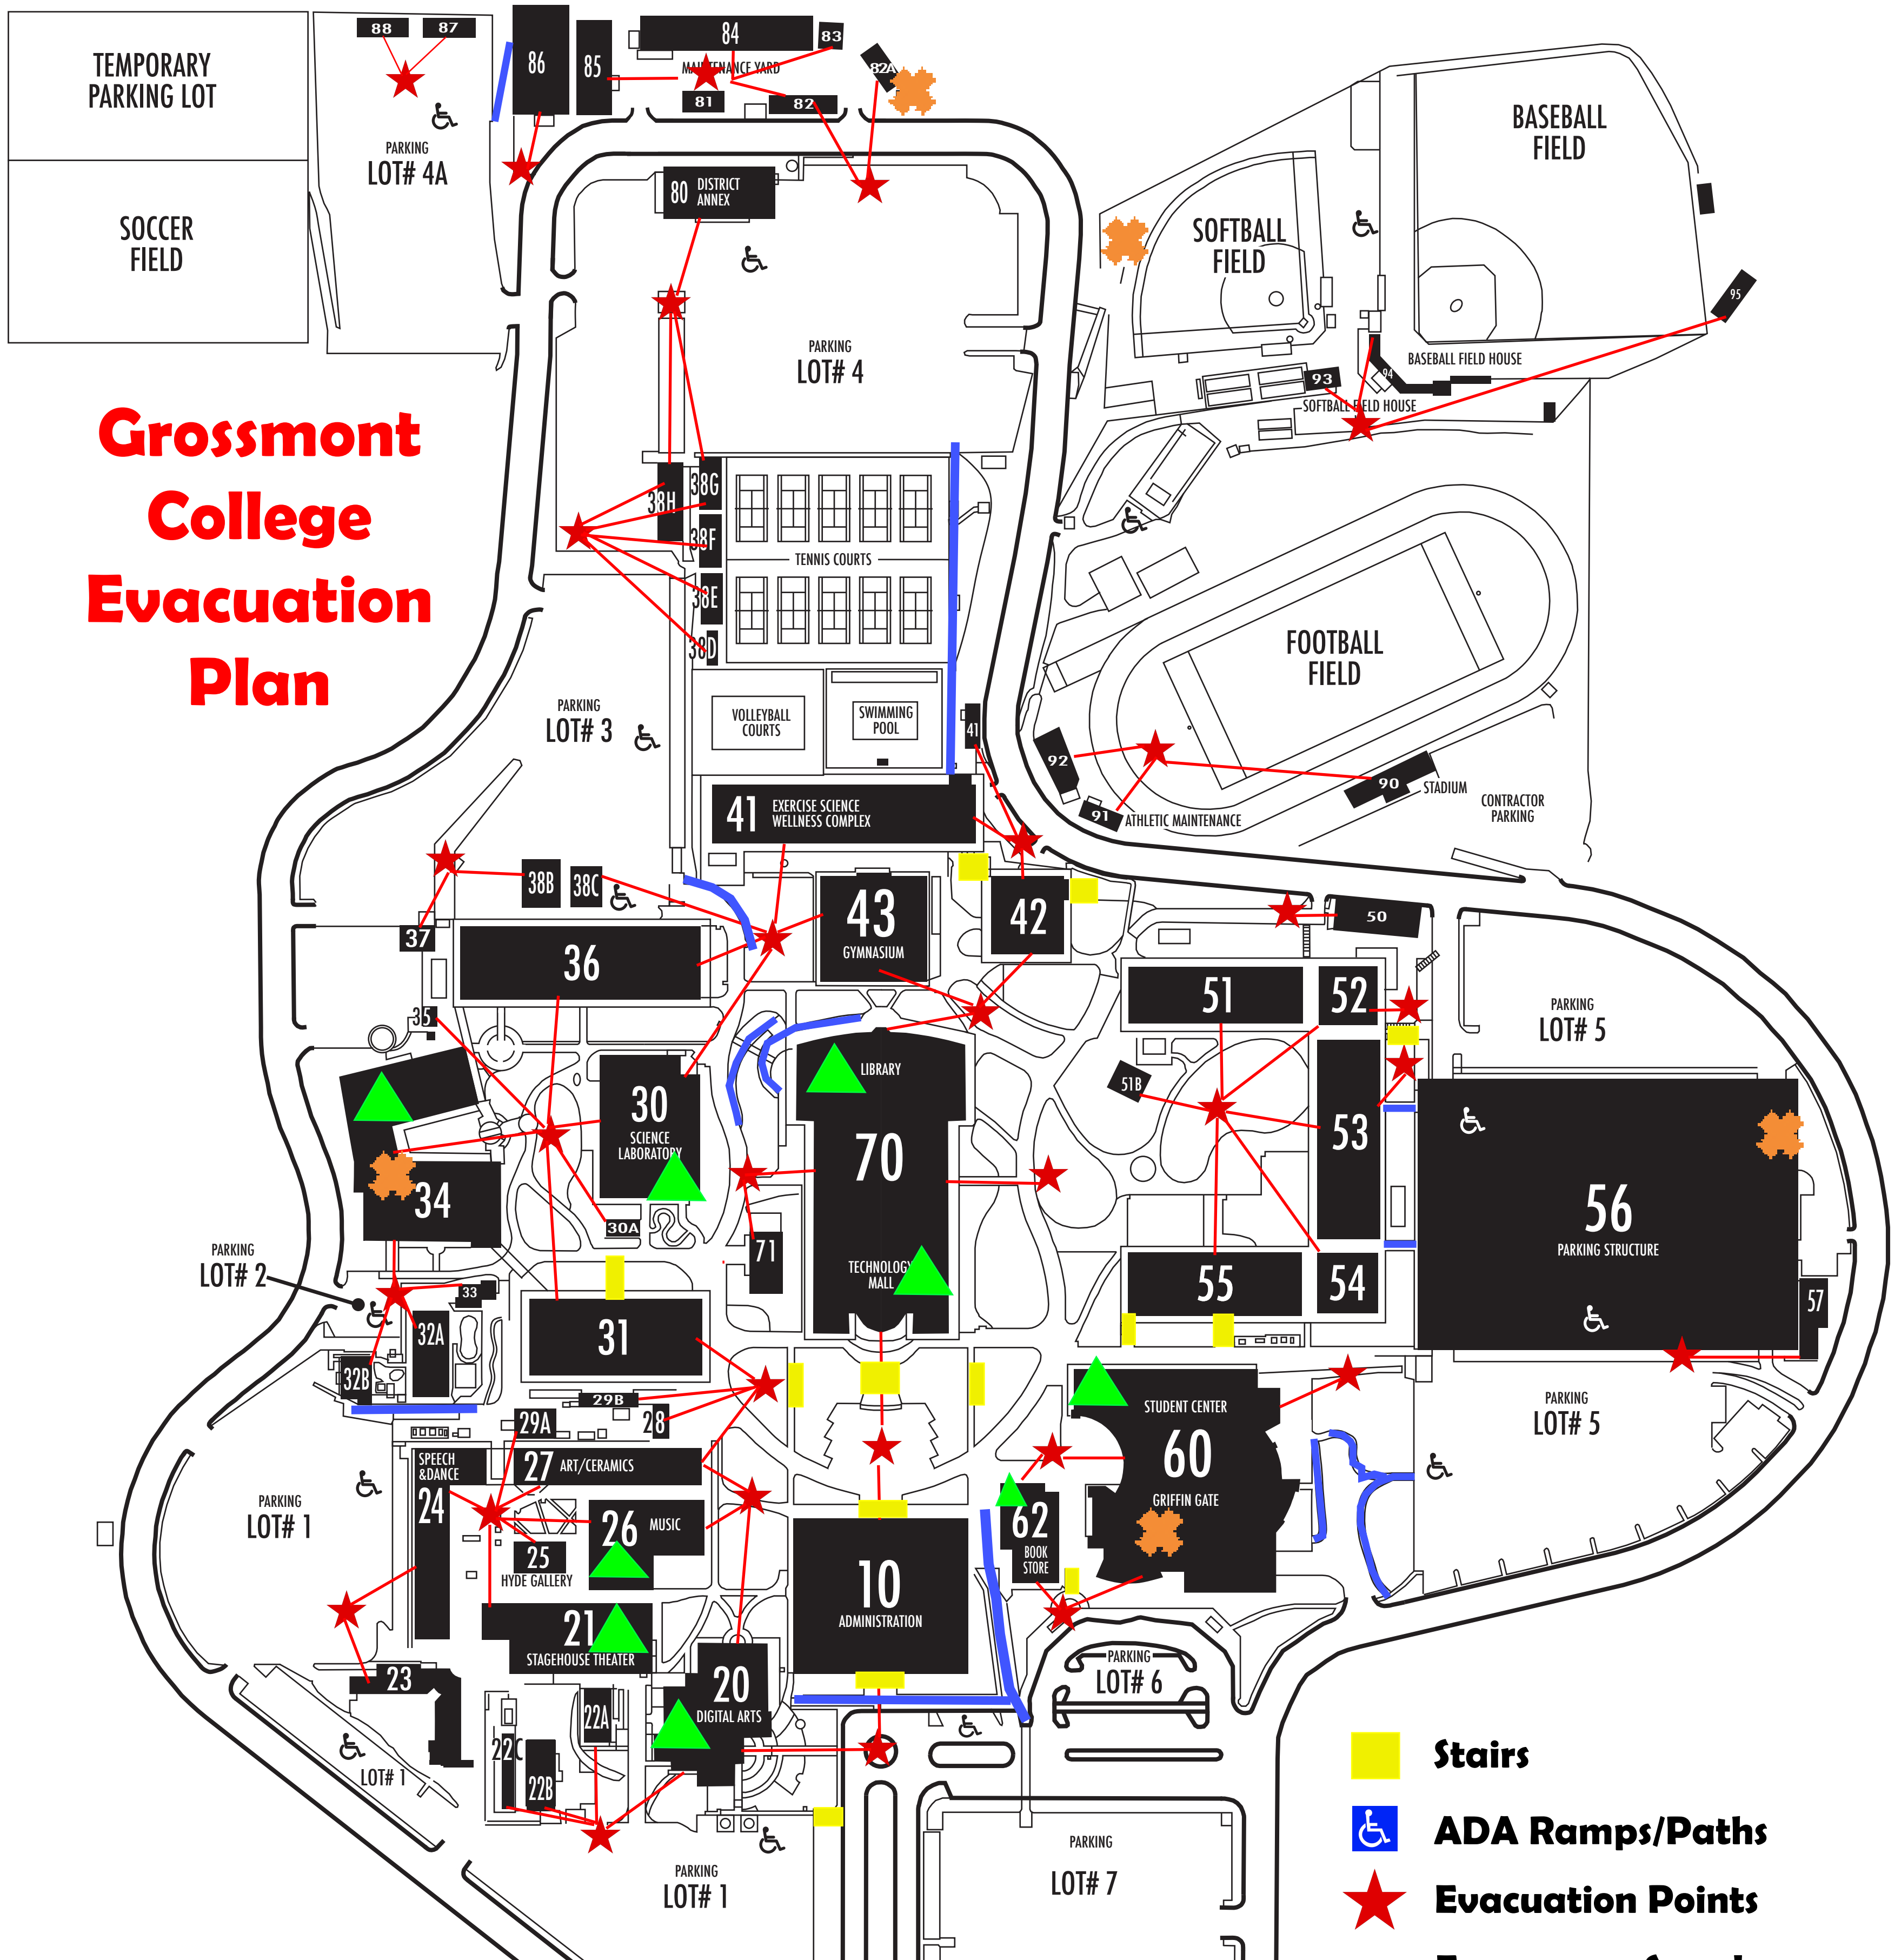 88
87
86
85
84
83
82A
MAINTENANCE YARD
81
82
TEMPORARY
PARKING LOT
SOCCER
FIELD
PARKING
LOT# 4A
80
DISTRICT
ANNEX
PARKING
LOT# 4
BASEBALL
FIELD
SOFTBALL
FIELD
95
BASEBALL FIELD HOUSE
94
93
SOFTBALL FIELD HOUSE
Grossmont
College
Evacuation
Plan
38H
38G
38F
38E
38D
TENNIS COURTS
VOLLEYBALL
COURTS
SWIMMING
POOL
41
PARKING
LOT# 3
FOOTBALL
FIELD
92
91
ATHLETIC MAINTENANCE
90
STADIUM
CONTRACTOR
PARKING
41
EXERCISE SCIENCE
WELLNESS COMPLEX
38B
38C
37
36
35
43
GYMNASIUM
42
50
51
52
51B
53
PARKING
LOT# 5
30
SCIENCE
LABORATORY
30A
34
LIBRARY
70
TECHNOLOGY
MALL
71
55
54
56
PARKING STRUCTURE
57
PARKING
LOT# 2
33
32A
32B
31
29B
29A
28
SPEECH
&DANCE
24
27
ART/CERAMICS
26
MUSIC
25
HYDE GALLERY
21
STAGEHOUSE THEATER
PARKING
LOT# 1
23
LOT# 1
22A
22C
22B
20
DIGITAL ARTS
10
ADMINISTRATION
STUDENT CENTER
60
GRIFFIN GATE
62
BOOK
STORE
PARKING
LOT# 5
PARKING
LOT# 6
PARKING
LOT# 1
PARKING
LOT# 7
Stairs
ADA Ramps/Paths
Evacuation Points